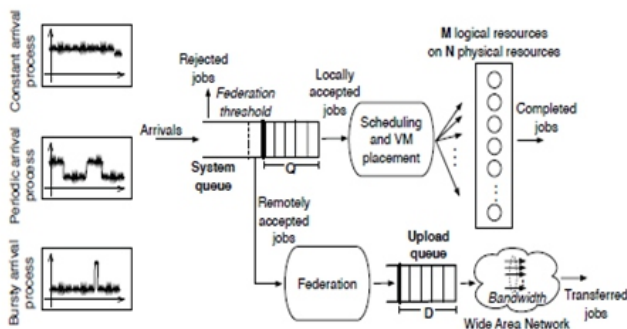 Constant arrival
process
Periodic arrival
process
Bursty arrival
process
Arrivals
Rejected
jobs
Federation
threshold
System
queue
Q
Locally
accepted
jobs
Scheduling
and VM
placement
M logical resources
on N physical resources
Completed
jobs
Remotely
accepted
jobs
Federation
Upload
queue
D
Bandwidth
Wide Area Network
Transferred
jobs